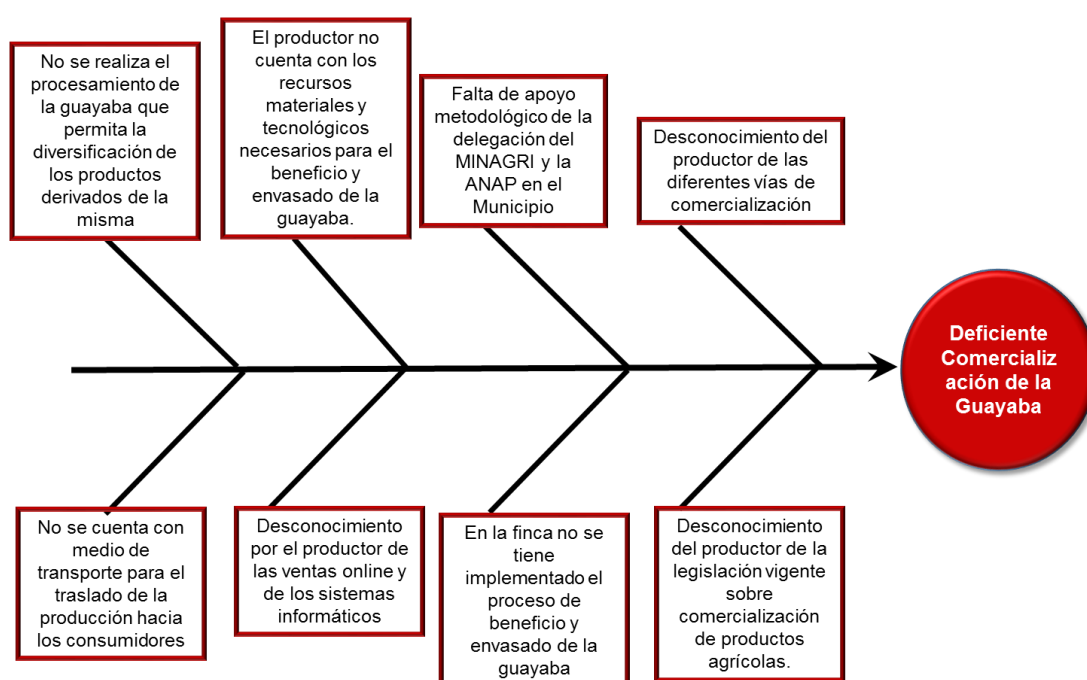 No se realiza el
procesamiento de
la guayaba que
permita la
diversificación de
los productos
derivados de la
misma
El productor no
cuenta con los
recursos
materiales y
tecnológicos
necesarios para el
beneficio y
envasado de la
guayaba.
Falta de apoyo
metodológico de la
delegación del
MINAGRI y la
ANAP en el
Municipio
Desconocimiento del
productor de las
diferentes vías de
comercialización
Deficiente
Comercializ
ación de la
Guayaba
No se cuenta con
medio de
transporte para el
traslado de la
producción hacia
los consumidores
Desconocimiento
por el productor de
las ventas online y
de los sistemas
informáticos
En la finca no se
tiene
implementado el
proceso de
beneficio y
envasado de la
guayaba
Desconocimiento
del productor de la
legislación vigente
sobre
comercialización
de productos
agrícolas.